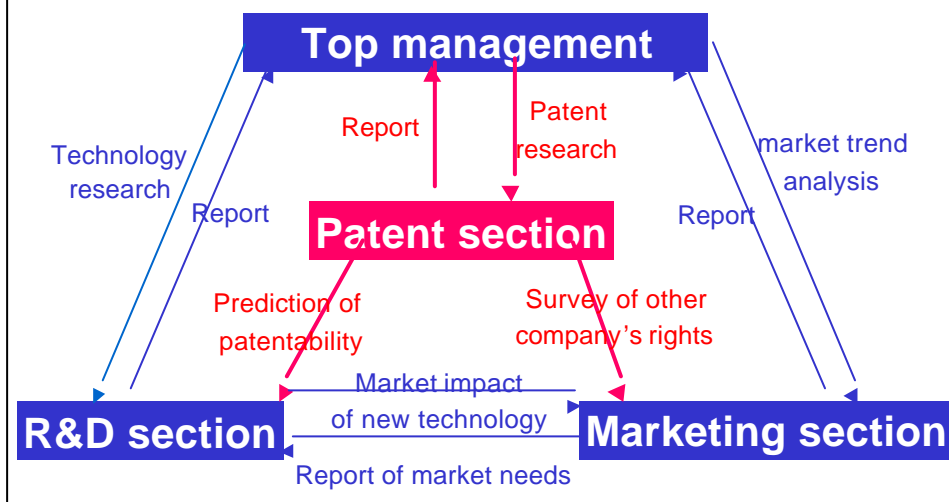 Top management
Report
Patent
research
Technology
research
market trend
analysis
Report
Report
Patent section
Prediction of
patentability
Survey of other
company's rights
Market impact
of new technology
R&D section
Marketing section
Report of market needs